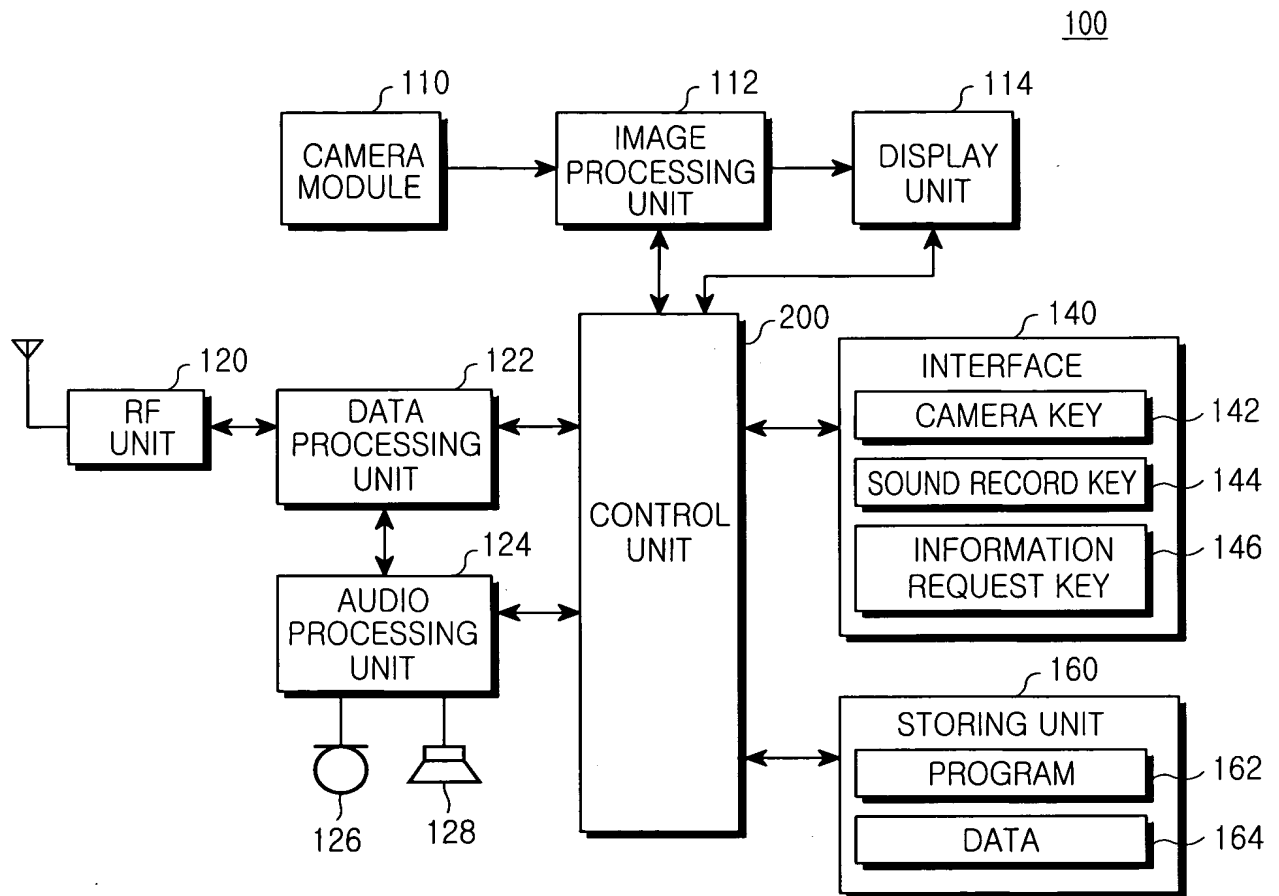 100
110
112
114
CAMERA
MODULE
IMAGE
PROCESSING
UNIT
DISPLAY
UNIT
200
140
120
122
INTERFACE
RF
UNIT
DATA
PROCESSING
UNIT
CAMERA KEY
142
SOUND RECORD KEY
144
CONTROL
UNIT
124
INFORMATION
REQUEST KEY
146
AUDIO
PROCESSING
UNIT
160
STORING UNIT
PROGRAM
162
126
128
DATA
164